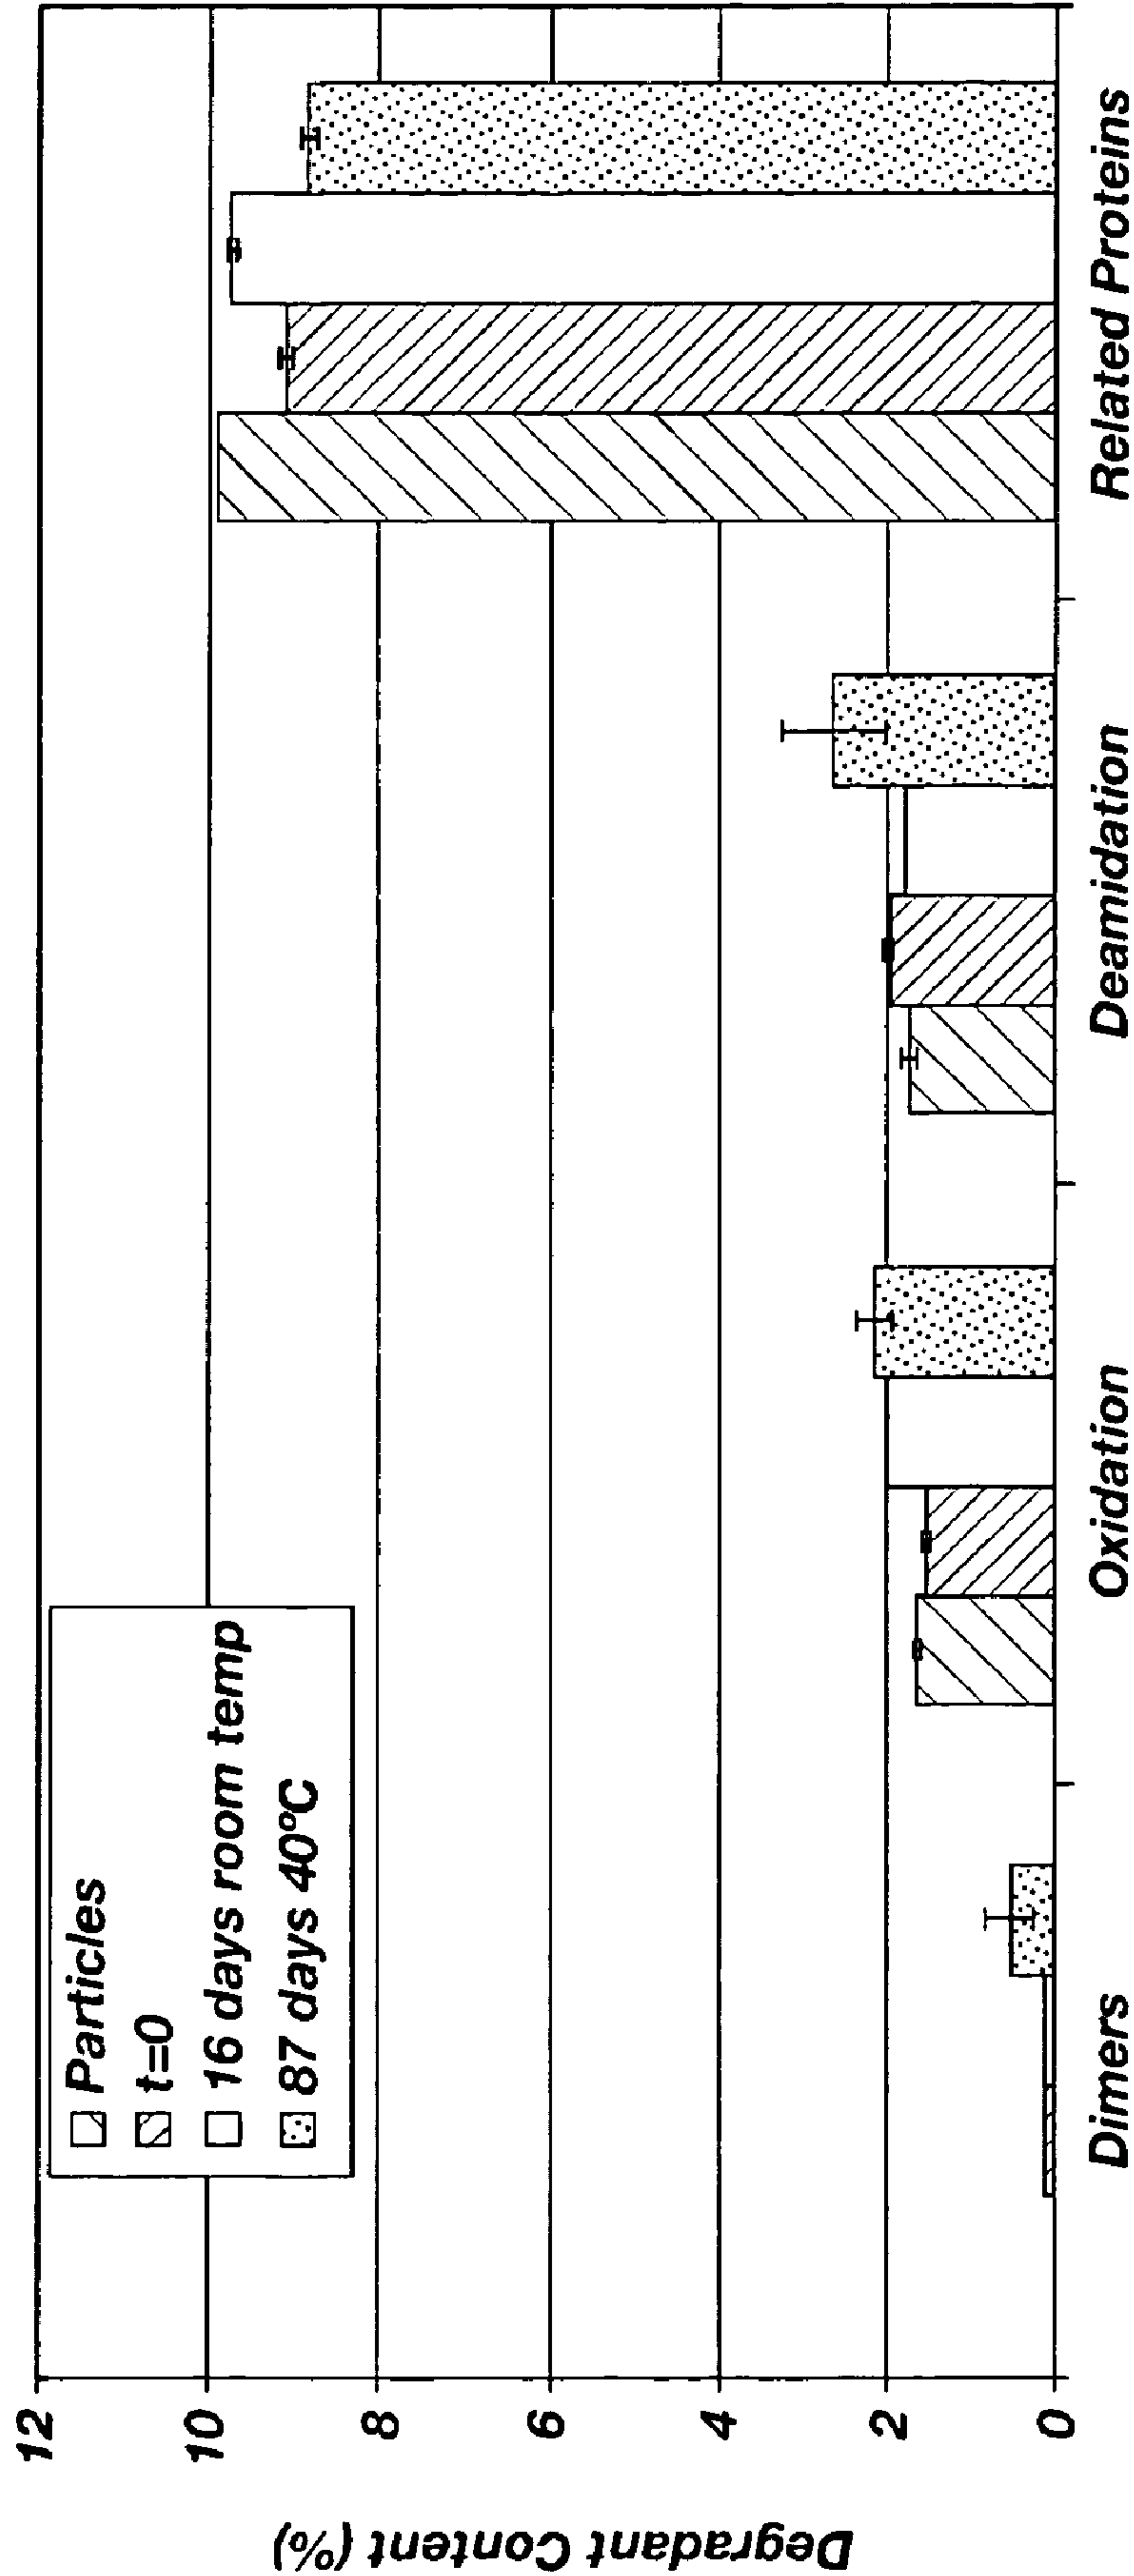 Degradant Content (%)
12
10
8
6
4
2
0
Particles
t=0
16 days room temp
87 days 40°C
Dimers
Oxidation
Deamidation
Related Proteins